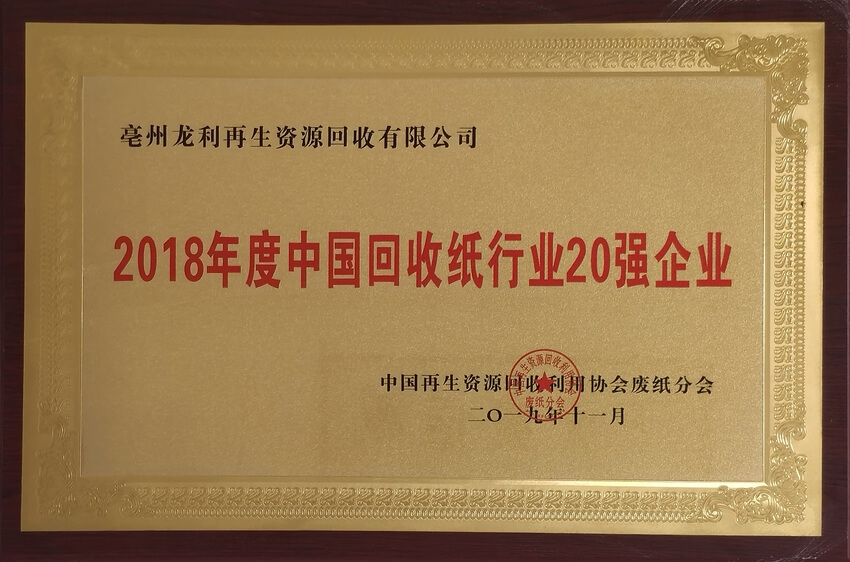 亳州龙利再生资源回收有限公司
2018年度中国回收纸行业20强企业
中国再生资源回收利用协会废纸分会
二〇一九年十一月
中国再生资源回收利用协会
废纸分会